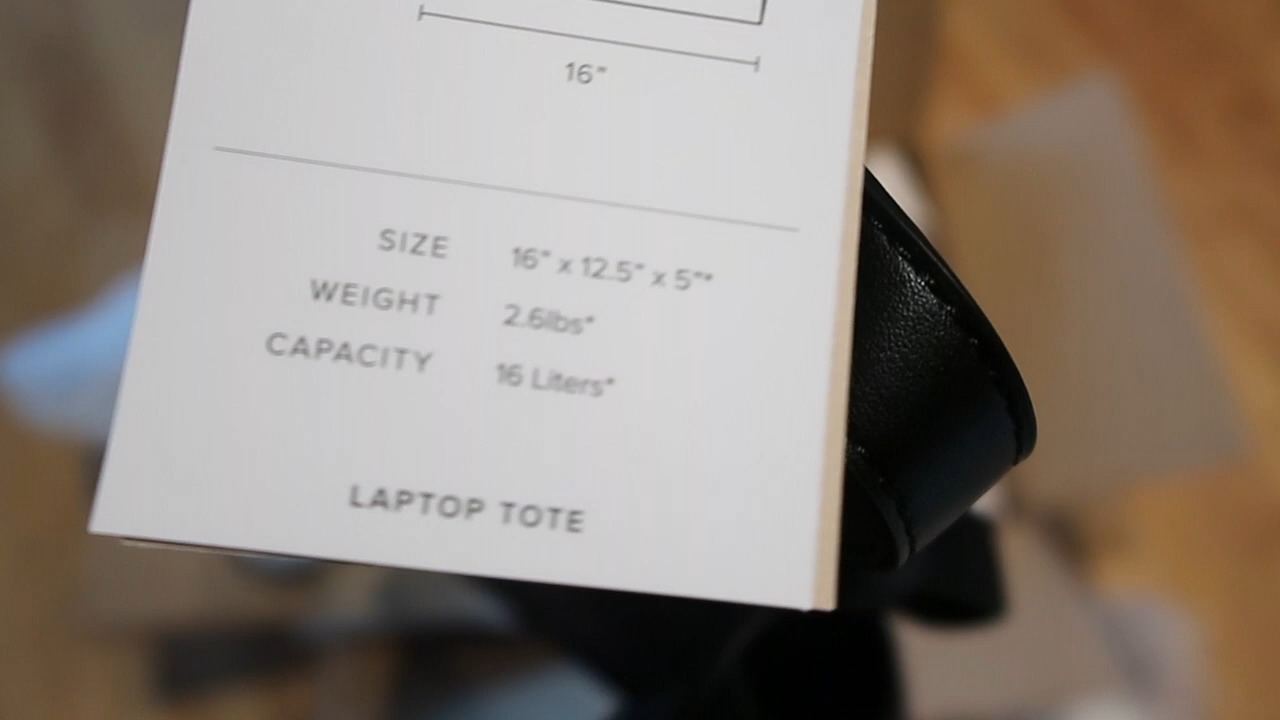 16"
SIZE 16" x 12.5" x 5"*
WEIGHT 2.6lbs*
CAPACITY 16 Liters*
LAPTOP TOTE